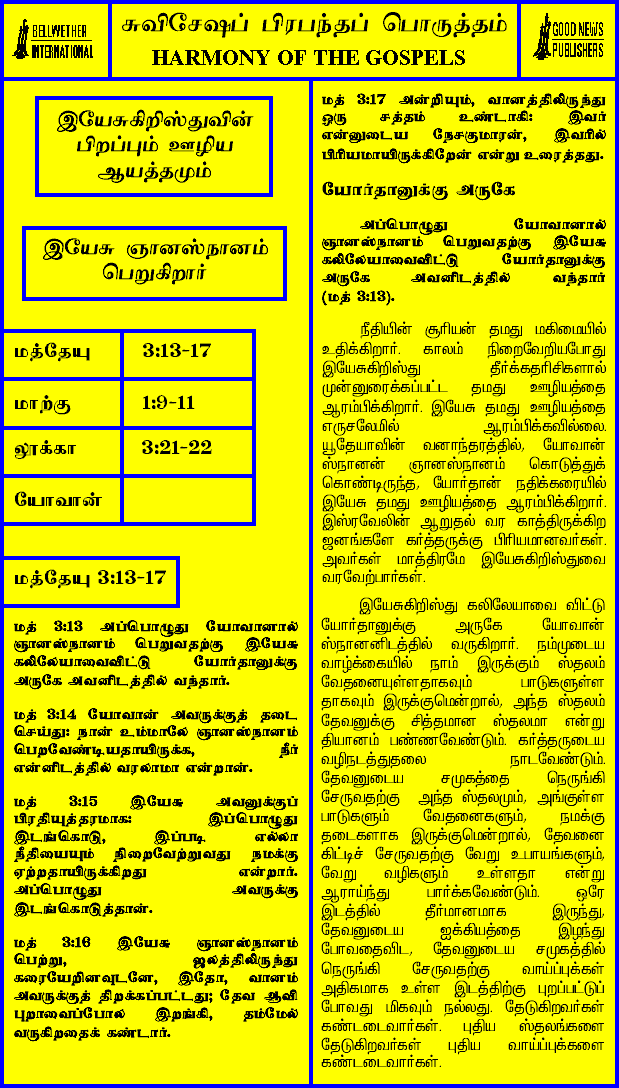 BELLWETHER
INTERNATIONAL
சுவிசேஷப் பிரபந்தப் பொருத்தம்
HARMONY OF THE GOSPELS
GOOD NEWS
PUBLISHERS
இயேசுகிறிஸ்துவின்
பிறப்பும் ஊழிய
ஆயத்தமும்
இயேசு ஞானஸ்நானம்
பெறுகிறார்
மத்தேயு 3:13-17
மாற்கு 1:9-11
லூக்கா 3:21-22
யோவான்
மத்தேயு 3:13-17
மத் 3:13 அப்பொழுது யோவானால்
ஞானஸ்நானம் பெறுவதற்கு இயேசு
கலிலேயாவைவிட்டு யோர்தானுக்கு
அருகே அவனிடத்தில் வந்தார்.
மத் 3:14 யோவான் அவருக்குத் தடை
செய்து: நான் உம்மாலே ஞானஸ்நானம்
பெறவேண்டியதாயிருக்க, நீர்
என்னிடத்தில் வரலாமா என்றான்.
மத் 3:15 இயேசு அவனுக்குப்
பிரதியுத்தரமாக: இப்பொழுது
இடங்கொடு, இப்படி எல்லா
நீதியையும் நிறைவேற்றுவது நமக்கு
ஏற்றதாயிருக்கிறது என்றார்.
அப்பொழுது அவருக்கு
இடங்கொடுத்தான்.
மத் 3:16 இயேசு ஞானஸ்நானம்
பெற்று, ஜலத்திலிருந்து
கரையேறினவுடனே, இதோ, வானம்
அவருக்குத் திறக்கப்பட்டது; தேவ ஆவி
புறாவைப்போல இறங்கி, தம்மேல்
வருகிறதைக் கண்டார்.
மத் 3:17 அன்றியும், வானத்திலிருந்து
ஒரு சத்தம் உண்டாகி: இவர்
என்னுடைய நேசகுமாரன், இவரில்
பிரியமாயிருக்கிறேன் என்று உரைத்தது.
யோர்தானுக்கு அருகே
அப்பொழுது யோவானால்
ஞானஸ்நானம் பெறுவதற்கு இயேசு
கலிலேயாவைவிட்டு யோர்தானுக்கு
அருகே அவனிடத்தில் வந்தார்
(மத் 3:13).
நீதியின் சூரியன் தமது மகிமையில்
உதிக்கிறார். காலம் நிறைவேறியபோது
இயேசுகிறிஸ்து தீர்க்கதரிசிகளால்
முன்னுரைக்கப்பட்ட தமது ஊழியத்தை
ஆரம்பிக்கிறார். இயேசு தமது ஊழியத்தை
எருசலேமில் ஆரம்பிக்கவில்லை.
யூதேயாவின் வனாந்தரத்தில், யோவான்
ஸ்நானன் ஞானஸ்நானம் கொடுத்துக்
கொண்டிருந்த, யோர்தான் நதிக்கரையில்
இயேசு தமது ஊழியத்தை ஆரம்பிக்கிறார்.
இஸ்ரவேலின் ஆறுதல் வர காத்திருக்கிற
ஜனங்களே கர்த்தருக்கு பிரியமானவர்கள்.
அவர்கள் மாத்திரமே இயேசுகிறிஸ்துவை
வரவேற்பார்கள்.
இயேசுகிறிஸ்து கலிலேயாவை விட்டு
யோர்தானுக்கு அருகே யோவான்
ஸ்நானனிடத்தில் வருகிறார். நம்முடைய
வாழ்க்கையில் நாம் இருக்கும் ஸ்தலம்
வேதனையுள்ளதாகவும் பாடுகளுள்ள
தாகவும் இருக்குமென்றால், அந்த ஸ்தலம்
தேவனுக்கு சித்தமான ஸ்தலமா என்று
தியானம் பண்ணவேண்டும். கர்த்தருடைய
வழிநடத்துதலை நாடவேண்டும்.
தேவனுடைய சமுகத்தை நெருங்கி
சேருவதற்கு அந்த ஸ்தலமும், அங்குள்ள
பாடுகளும் வேதனைகளும், நமக்கு
தடைகளாக இருக்குமென்றால், தேவனை
கிட்டிச் சேருவதற்கு வேறு உபாயங்களும்,
வேறு வழிகளும் உள்ளதா என்று
ஆராய்ந்து பார்க்கவேண்டும். ஒரே
இடத்தில் தீர்மானமாக இருந்து,
தேவனுடைய ஐக்கியத்தை இழந்து
போவதைவிட, தேவனுடைய சமுகத்தில்
நெருங்கி சேருவதற்கு வாய்ப்புக்கள்
அதிகமாக உள்ள இடத்திற்கு புறப்பட்டுப்
போவது மிகவும் நல்லது. தேடுகிறவர்கள்
கண்டடைவார்கள். புதிய ஸ்தலங்களை
தேடுகிறவர்கள் புதிய வாய்ப்புக்களை
கண்டடைவார்கள்.